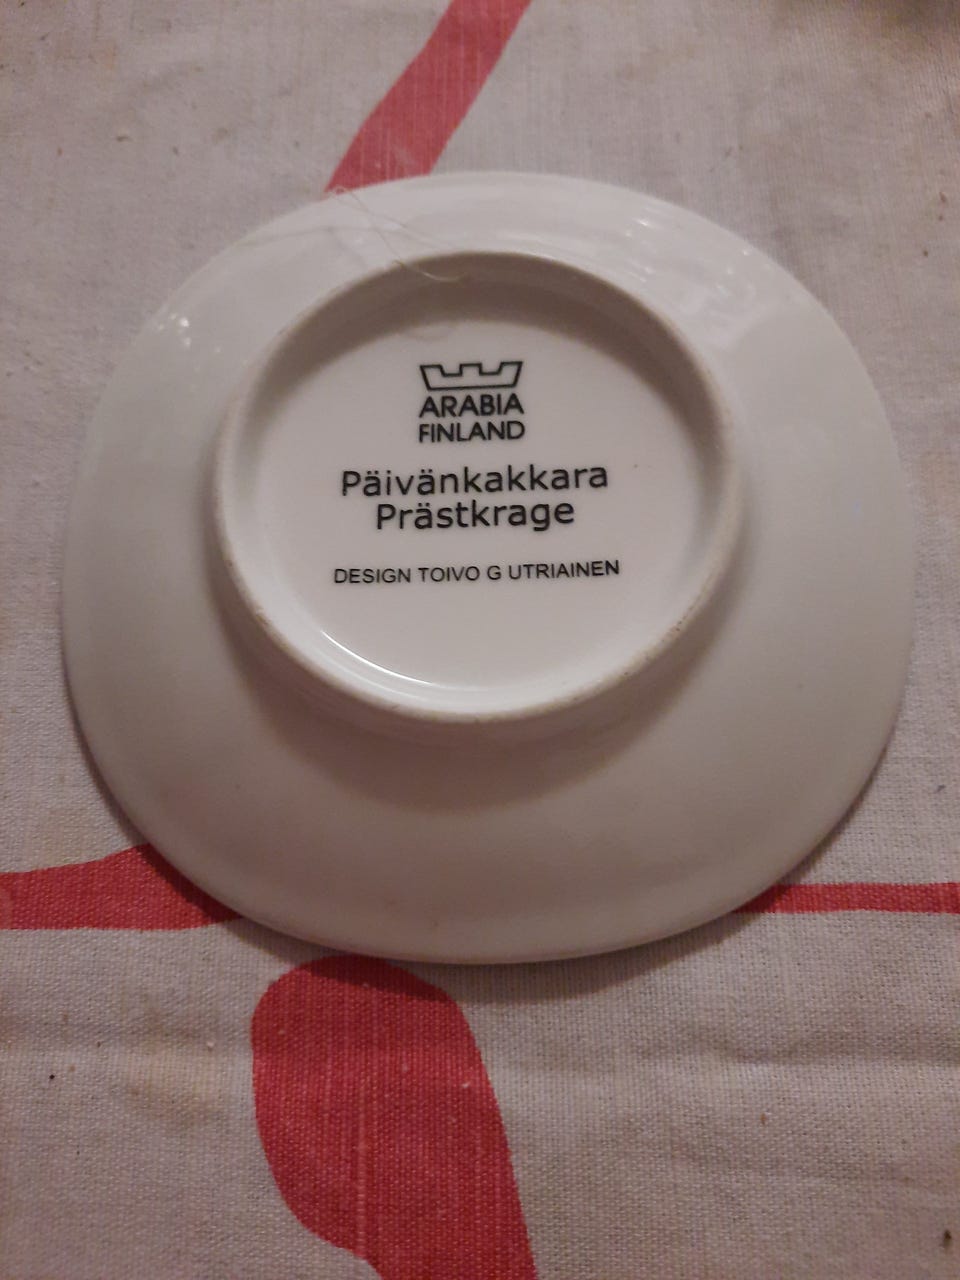 ARABIA
FINLAND
Päivänkakkara
Prästkrage
DESIGN TOIVO G UTRIAINEN